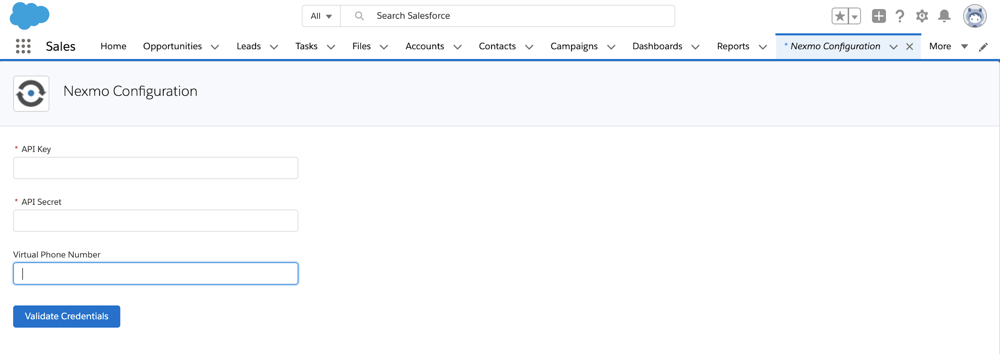 All Search Salesforce
Sales Home Opportunities Leads Tasks Files Accounts Contacts Campaigns Dashboards Reports * Nexmo Configuration More
Nexmo Configuration
* API Key
* API Secret
Virtual Phone Number
Validate Credentials